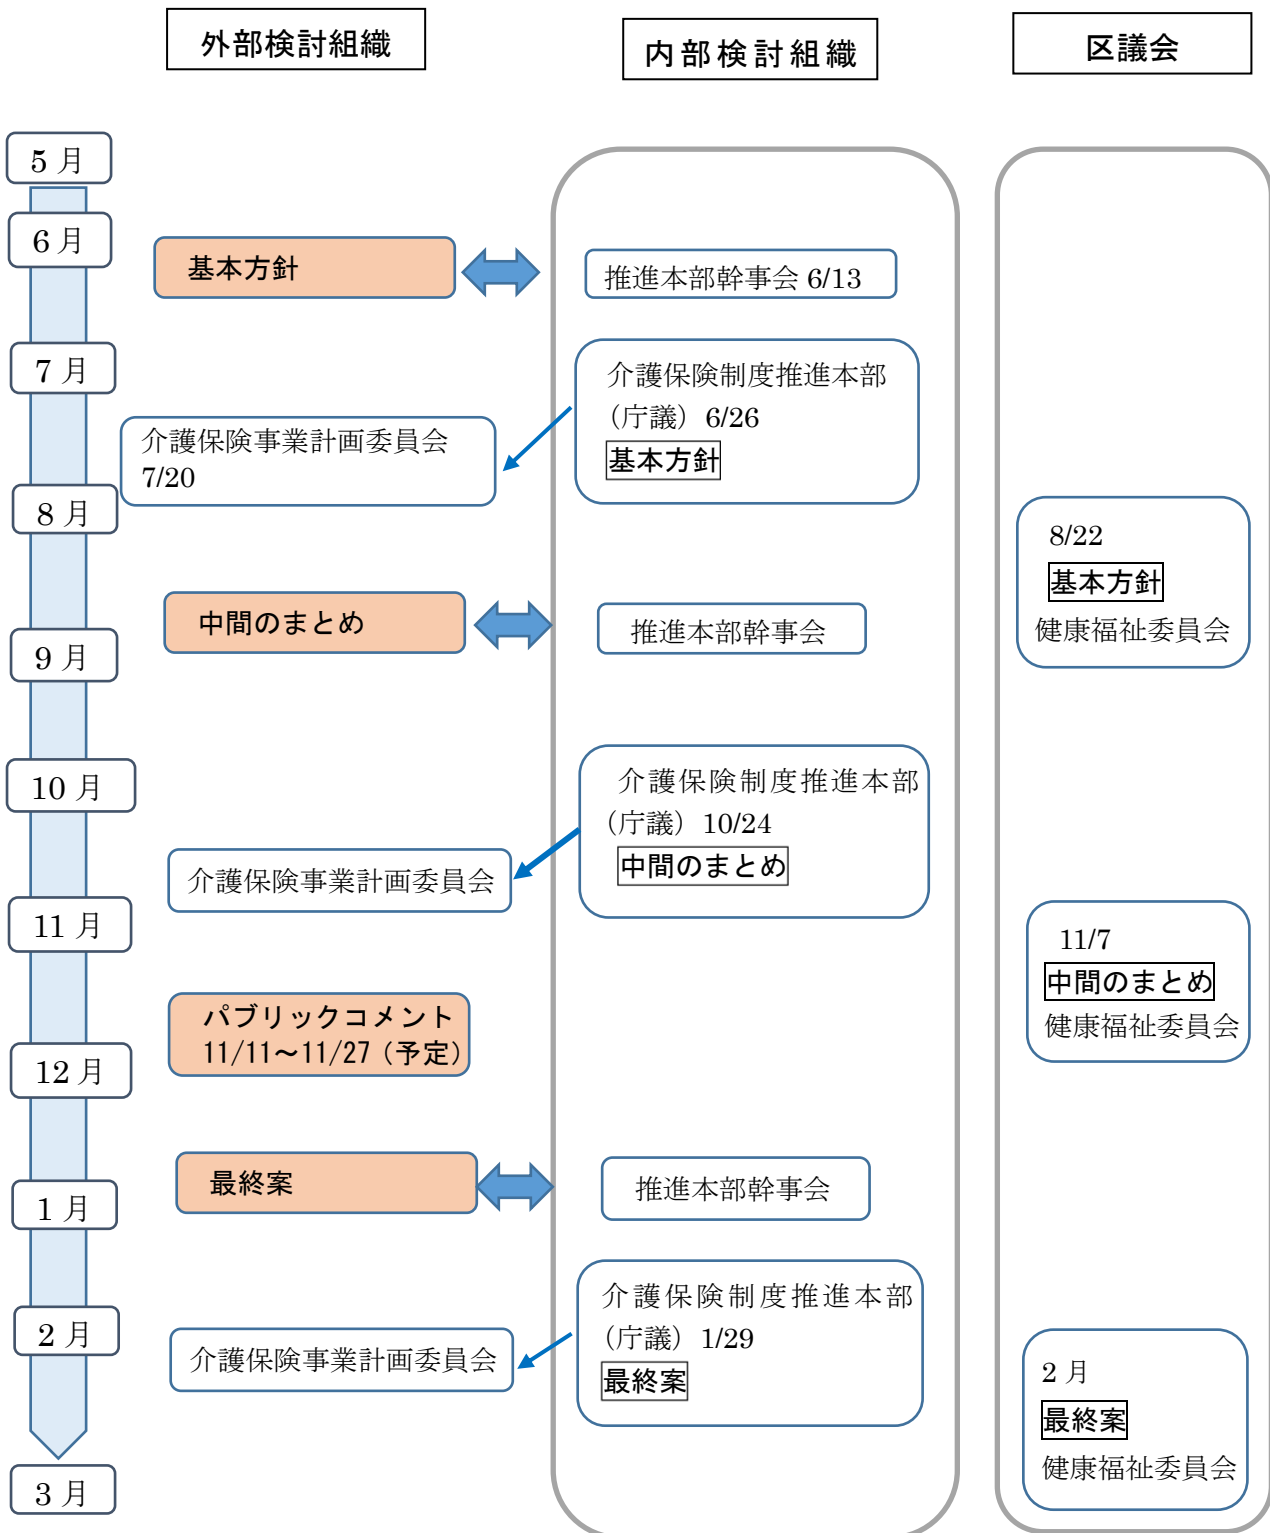 外部検討組織
内部検討組織
区議会
5 月
6 月
基本方針
推進本部幹事会 6/13
7 月
介護保険制度推進本部
（庁議）6/26
基本方針
介護保険事業計画委員会
7/20
8 月
8/22
基本方針
健康福祉委員会
中間のまとめ
推進本部幹事会
9 月
10 月
介護保険制度推進本部
（庁議）10/24
中間のまとめ
介護保険事業計画委員会
11 月
11/7
中間のまとめ
健康福祉委員会
パブリックコメント
11/11～11/27（予定）
12 月
最終案
推進本部幹事会
1 月
介護保険制度推進本部
（庁議）1/29
最終案
2 月
介護保険事業計画委員会
2 月
最終案
健康福祉委員会
3 月